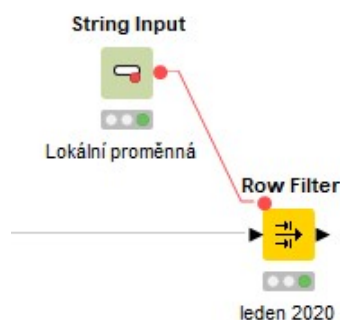 String Input
Lokální proměnná
Row Filter
leden 2020